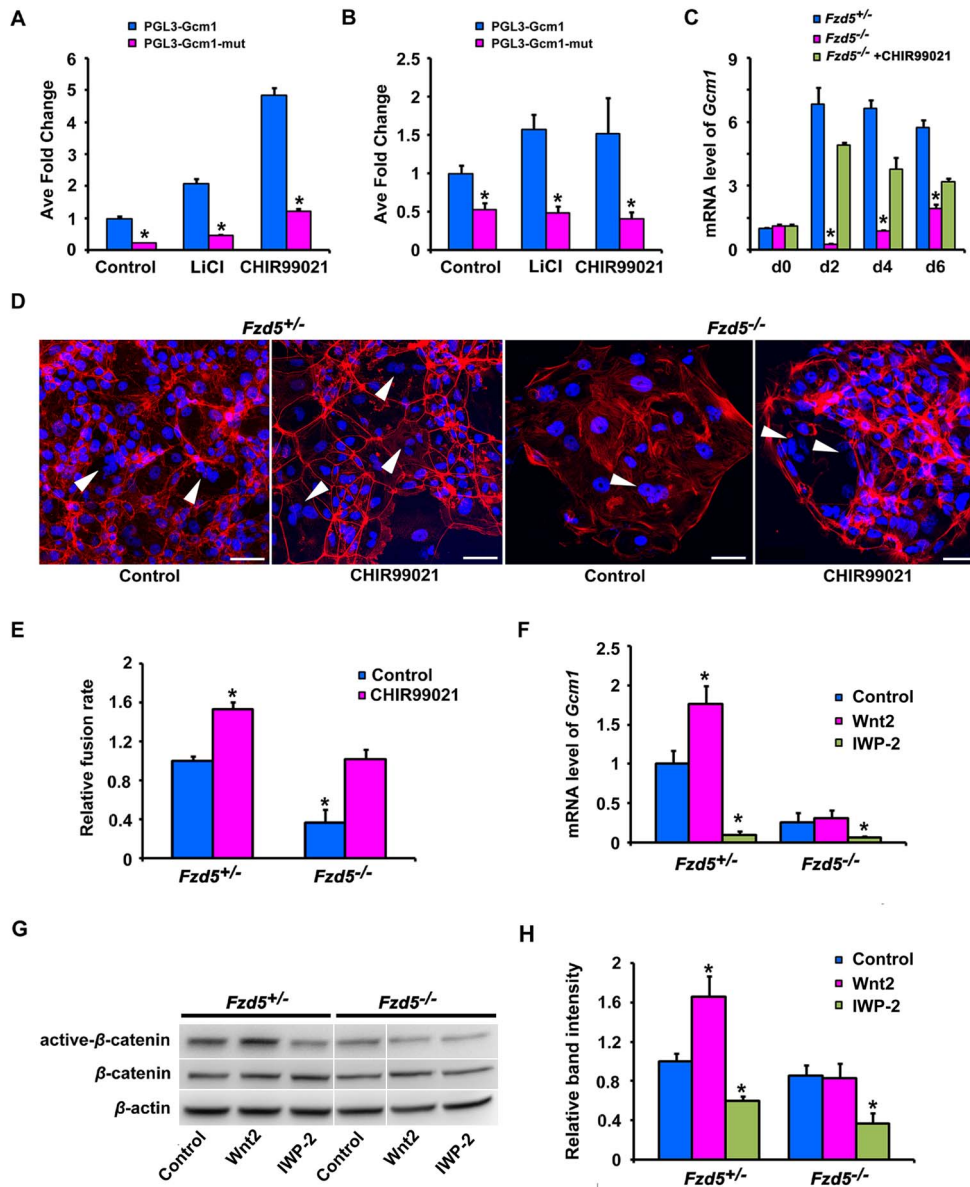 A
PGL3-Gcm1
PGL3-Gcm1-mut
Ave Fold Change
6
5
4
3
2
1
0
*
*
*
Control
LiCl
CHIR99021
B
PGL3-Gcm1
PGL3-Gcm1-mut
Ave Fold Change
2.5
2
1.5
1
0.5
0
*
*
*
Control
LiCl
CHIR99021
C
Fzd5+/-
Fzd5-/-
Fzd5-/- +CHIR99021
mRNA level of Gcm1
9
6
3
0
*
*
*
d0
d2
d4
d6
D
Fzd5+/-
Fzd5-/-
Control
CHIR99021
Control
CHIR99021
E
Control
CHIR99021
Relative fusion rate
2
1.6
1.2
0.8
0.4
0
*
*
Fzd5+/-
Fzd5-/-
F
Control
Wnt2
IWP-2
mRNA level of Gcm1
2.5
2
1.5
1
0.5
0
*
*
*
Fzd5+/-
Fzd5-/-
G
Fzd5+/-
Fzd5-/-
active-β-catenin
β-catenin
β-actin
Control
Wnt2
IWP-2
Control
Wnt2
IWP-2
H
Control
Wnt2
IWP-2
Relative band intensity
2
1.6
1.2
0.8
0.4
0
*
*
*
Fzd5+/-
Fzd5-/-